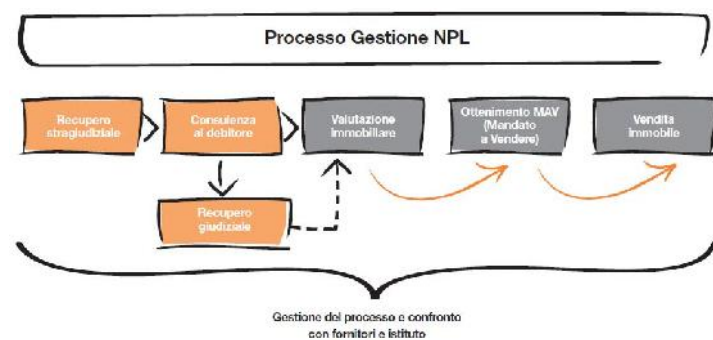 Processo Gestione NPL
Recupero
stragiudiziale
Consulenza
al debitore
Valutazione
immobiliare
Ottenimento MAV
(Mandato
a Vendere)
Vendita
immobile
Recupero
giudiziale
Gestione del processo e confronto
con fornitori e istituto